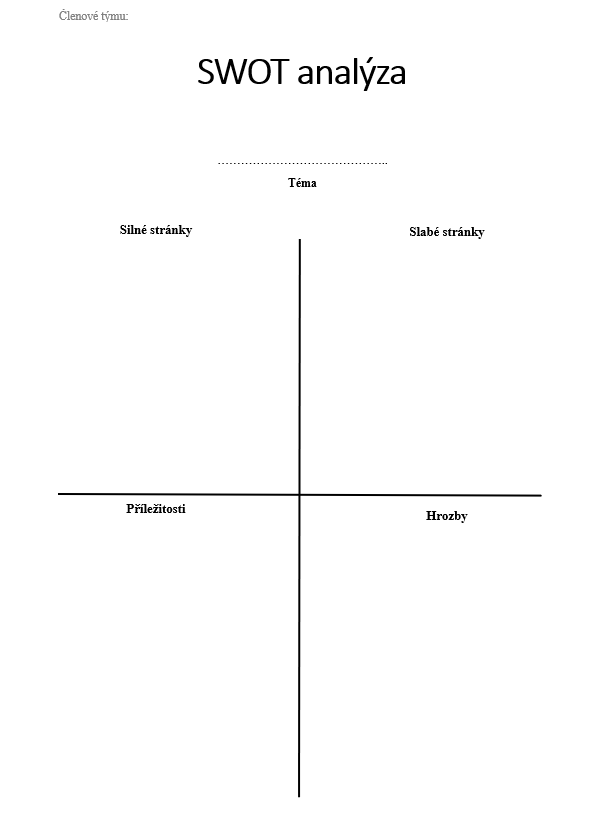 Členové týmu:
SWOT analýza
……………………………………..
Téma
Silné stránky
Slabé stránky
Příležitosti
Hrozby